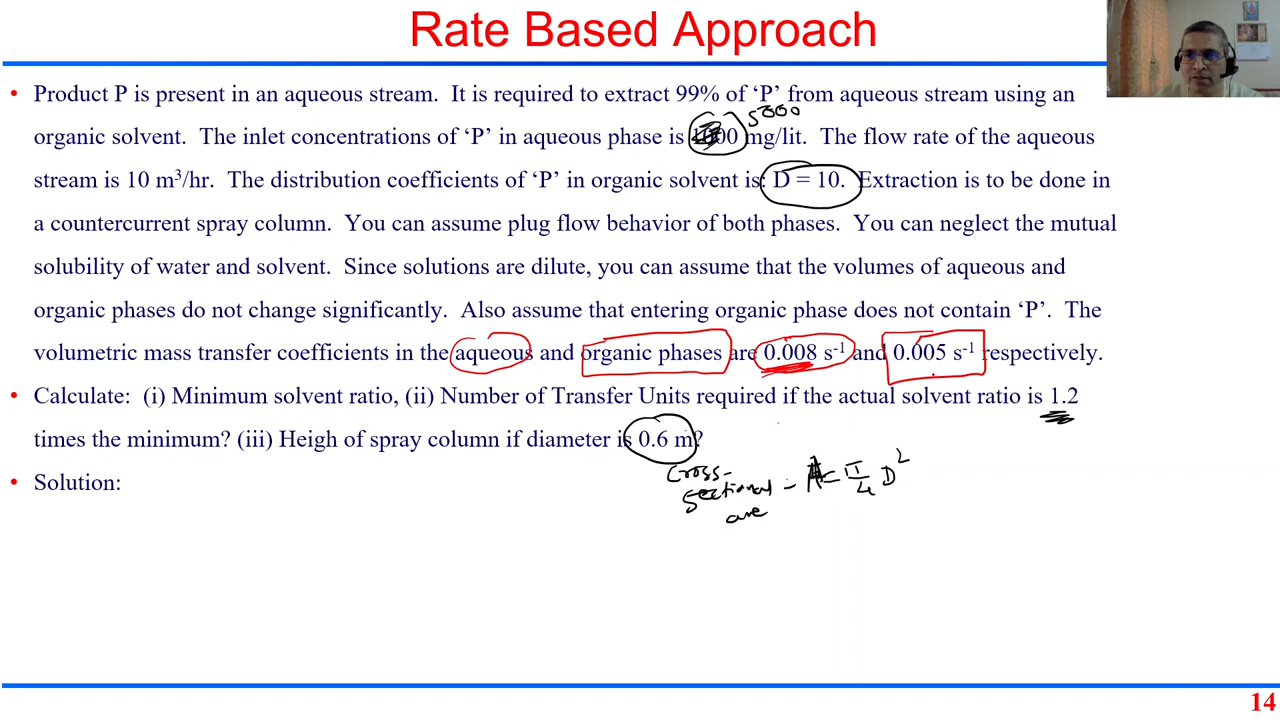 Rate Based Approach
• Product P is present in an aqueous stream. It is required to extract 99% of ‘P’ from aqueous stream using an
5000
organic solvent. The inlet concentrations of ‘P’ in aqueous phase is 1000 mg/lit. The flow rate of the aqueous
stream is 10 m³/hr. The distribution coefficients of ‘P’ in organic solvent is: D = 10. Extraction is to be done in
a countercurrent spray column. You can assume plug flow behavior of both phases. You can neglect the mutual
solubility of water and solvent. Since solutions are dilute, you can assume that the volumes of aqueous and
organic phases do not change significantly. Also assume that entering organic phase does not contain ‘P’. The
volumetric mass transfer coefficients in the aqueous and organic phases are 0.008 s⁻¹ and 0.005 s⁻¹ respectively.
• Calculate: (i) Minimum solvent ratio, (ii) Number of Transfer Units required if the actual solvent ratio is 1.2
times the minimum? (iii) Heigh of spray column if diameter is 0.6 m?
• Solution:
Cross-
sectional = A = π/4 D²
are
14